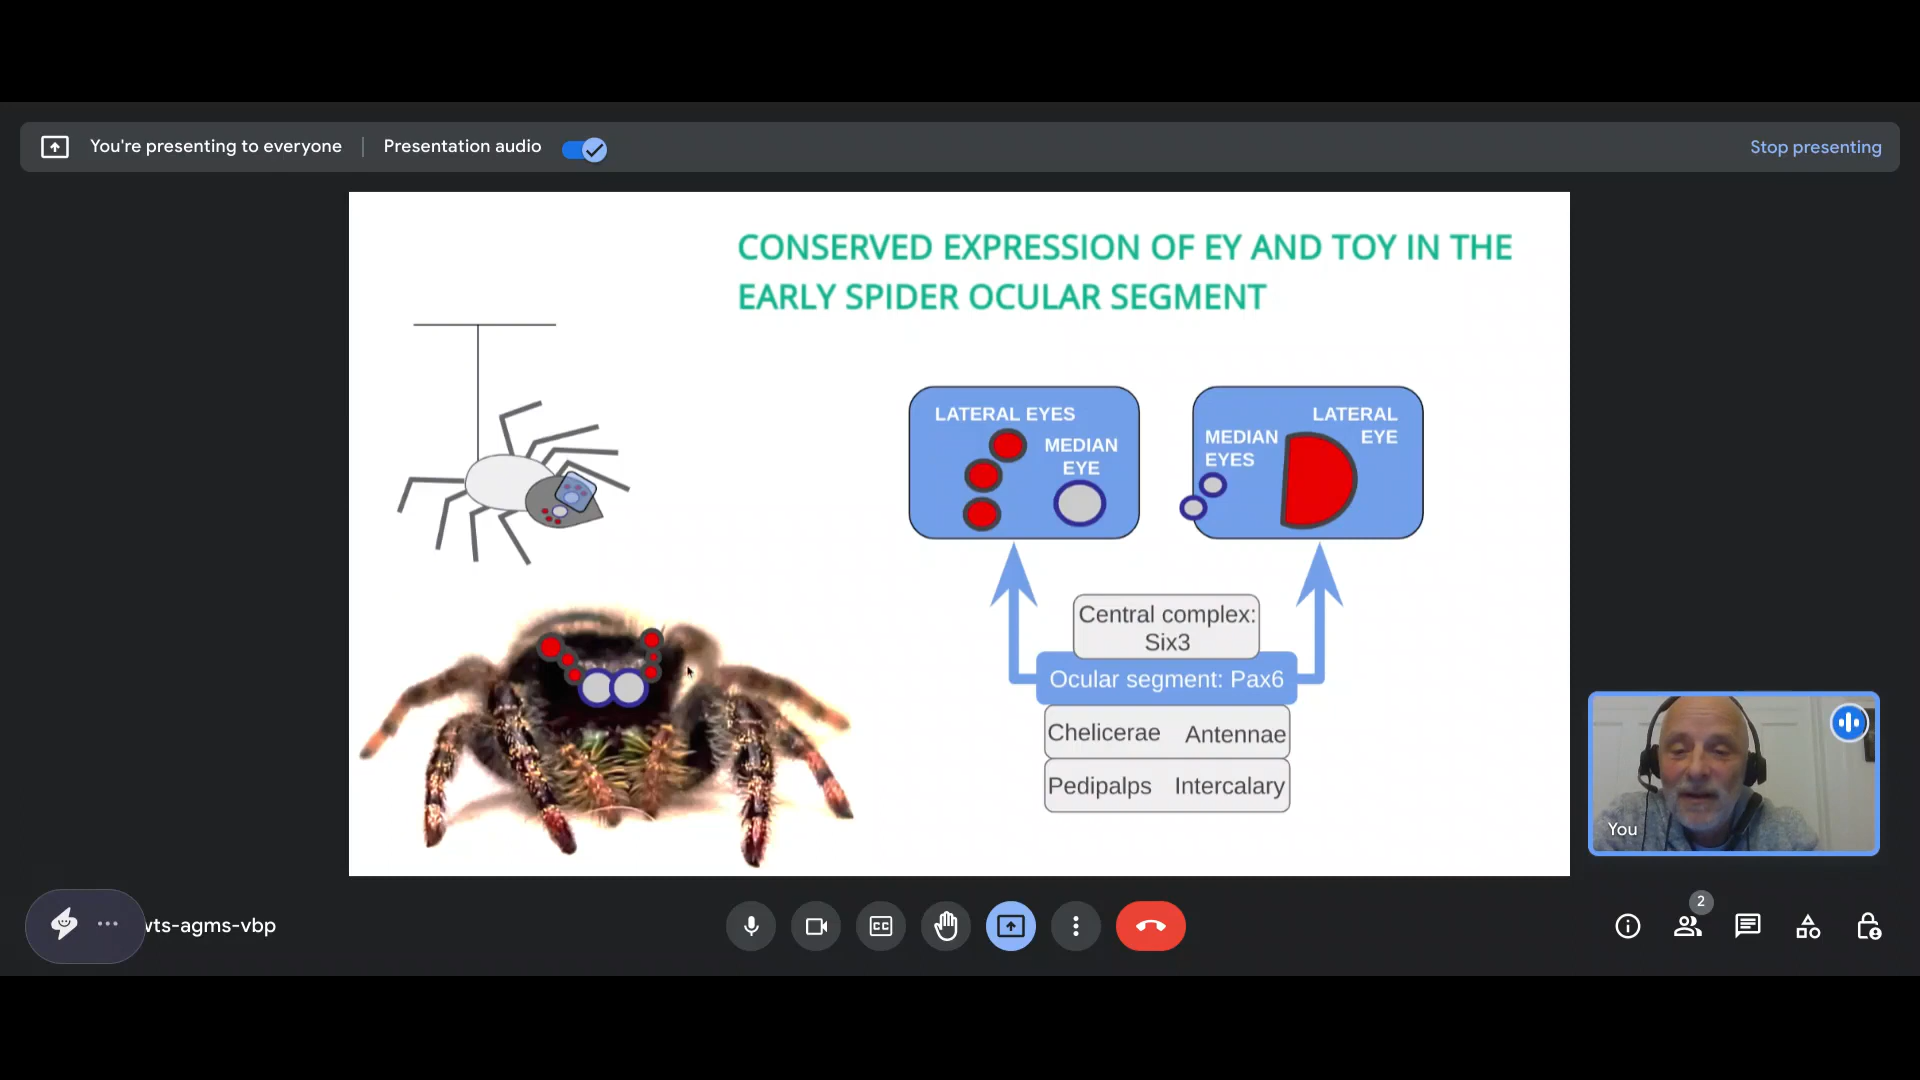 You're presenting to everyone
Presentation audio
Stop presenting
CONSERVED EXPRESSION OF EY AND TOY IN THE
EARLY SPIDER OCULAR SEGMENT
LATERAL EYES
MEDIAN
EYE
LATERAL
EYE
MEDIAN
EYES
Central complex:
Six3
Ocular segment: Pax6
Chelicerae Antennae
Pedipalps Intercalary
You
vts-agms-vbp
CC
2